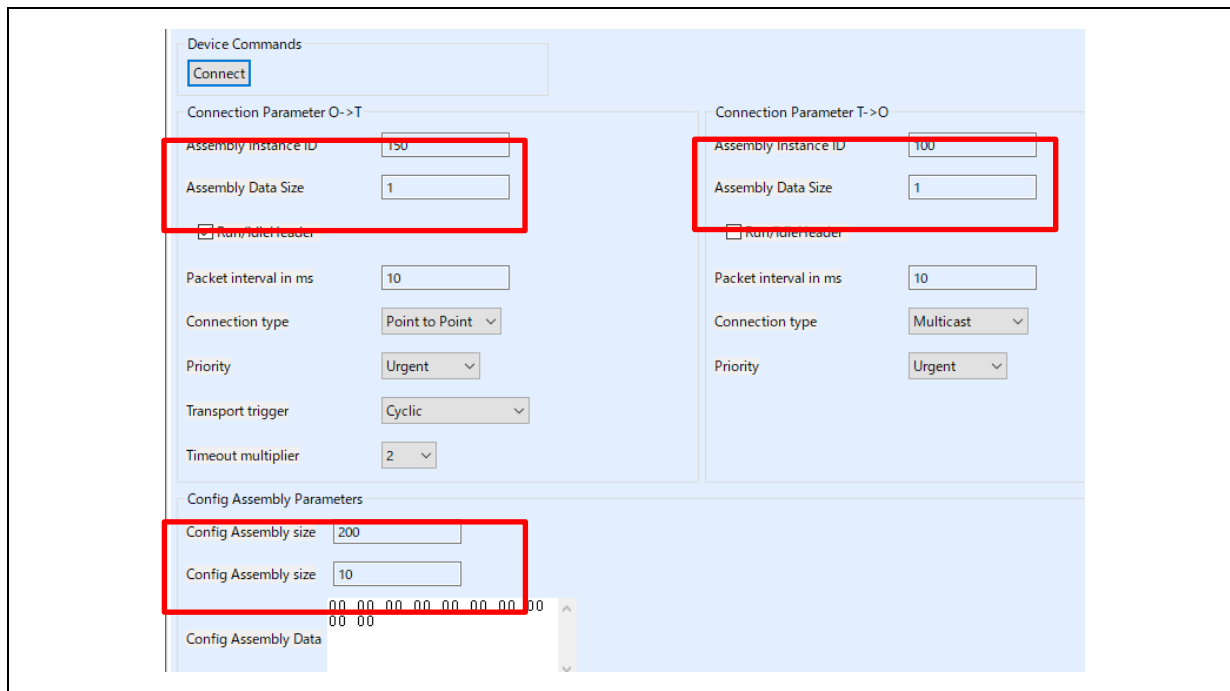 Device Commands
Connect
Connection Parameter O->T
Assembly Instance ID 150
Assembly Data Size 1
Run/IdleHeader
Packet interval in ms 10
Connection type Point to Point
Priority Urgent
Transport trigger Cyclic
Timeout multiplier 2
Connection Parameter T->O
Assembly Instance ID 100
Assembly Data Size 1
Run/IdleHeader
Packet interval in ms 10
Connection type Multicast
Priority Urgent
Config Assembly Parameters
Config Assembly size 200
Config Assembly size 10
Config Assembly Data
00 00 00 00 00 00 00 00
00 00